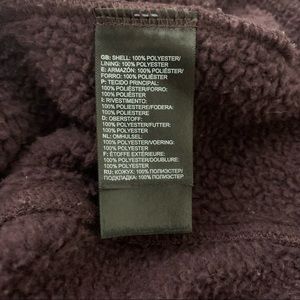 GB: SHELL: 100% POLYESTER/
LINING: 100% POLYESTER
E: ARMAZÓN: 100% POLIÉSTER/
FORRO: 100% POLIÉSTER
P: TECIDO PRINCIPAL:
100% POLIÉSTER/FORRO:
100% POLIÉSTER
I: RIVESTIMENTO:
100% POLIESTERE/FODERA:
100% POLIESTERE
D: OBERSTOFF:
100% POLYESTER/FUTTER:
100% POLYESTER
NL: OMHULSEL:
100% POLYESTER/VOERING:
100% POLYESTER
F: ÉTOFFE EXTÉRIEURE:
100% POLYESTER/DOUBLURE:
100% POLYESTER
RU: КОЖУХ: 100% ПОЛИЭСТЕР/
ПОДКЛАДКА: 100% ПОЛИЭСТЕР